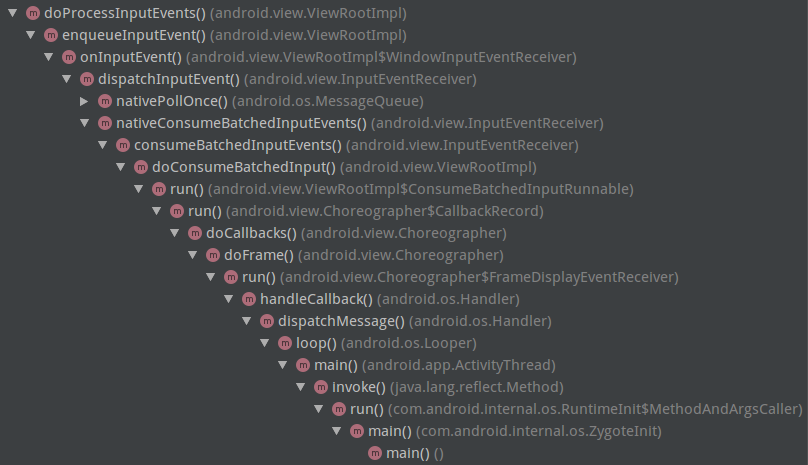 doProcessInputEvents() (android.view.ViewRootImpl)
enqueueInputEvent() (android.view.ViewRootImpl)
onInputEvent() (android.view.ViewRootImpl$WindowInputEventReceiver)
dispatchInputEvent() (android.view.InputEventReceiver)
nativePollOnce() (android.os.MessageQueue)
nativeConsumeBatchedInputEvents() (android.view.InputEventReceiver)
consumeBatchedInputEvents() (android.view.InputEventReceiver)
doConsumeBatchedInput() (android.view.ViewRootImpl)
run() (android.view.ViewRootImpl$ConsumeBatchedInputRunnable)
run() (android.view.Choreographer$CallbackRecord)
doCallbacks() (android.view.Choreographer)
doFrame() (android.view.Choreographer)
run() (android.view.Choreographer$FrameDisplayEventReceiver)
handleCallback() (android.os.Handler)
dispatchMessage() (android.os.Handler)
loop() (android.os.Looper)
main() (android.app.ActivityThread)
invoke() (java.lang.reflect.Method)
run() (com.android.internal.os.RuntimeInit$MethodAndArgsCaller)
main() (com.android.internal.os.ZygoteInit)
main() ()